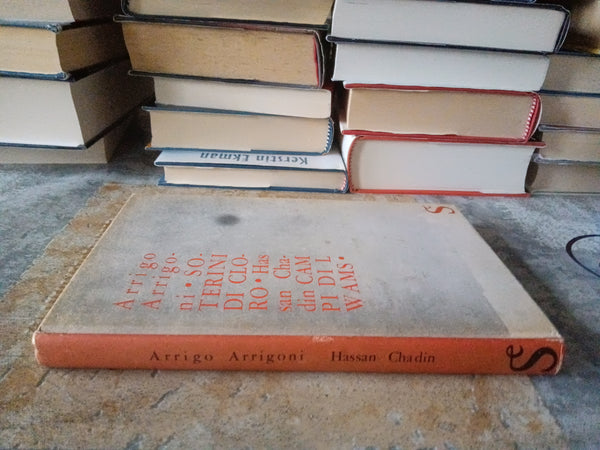 Kerstin Ekman
Arrigo
Arrigo-
ni • SO-
TERINI
DI CLO-
RO • Has
san Cha-
din CAM
PI DI L
WAMS •
Arrigo Arrigoni Hassan Chadin